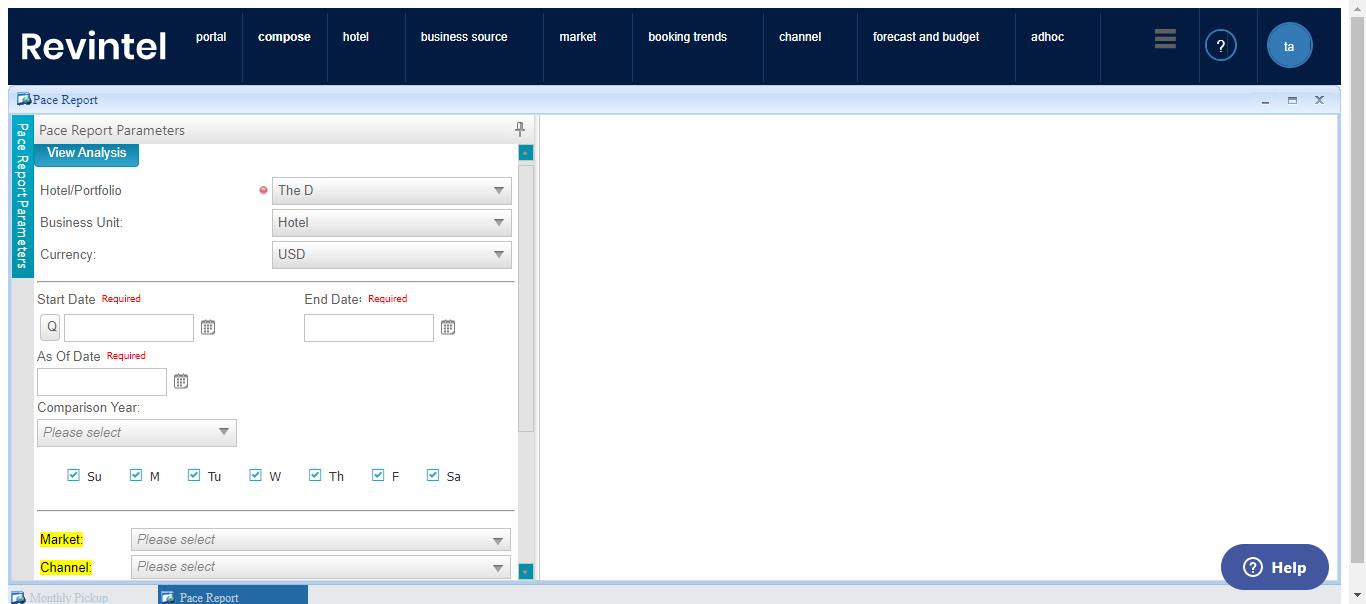 Revintel portal compose hotel business source market booking trends channel forecast and budget adhoc ? ta
Pace Report
Pace Report Parameters
Pace Report Parameters
View Analysis
Hotel/Portfolio The D
Business Unit: Hotel
Currency: USD
Start Date Required End Date: Required
Q
As Of Date Required
Comparison Year:
Please select
Su M Tu W Th F Sa
Market: Please select
Channel: Please select
? Help
Monthly Pickup Pace Report